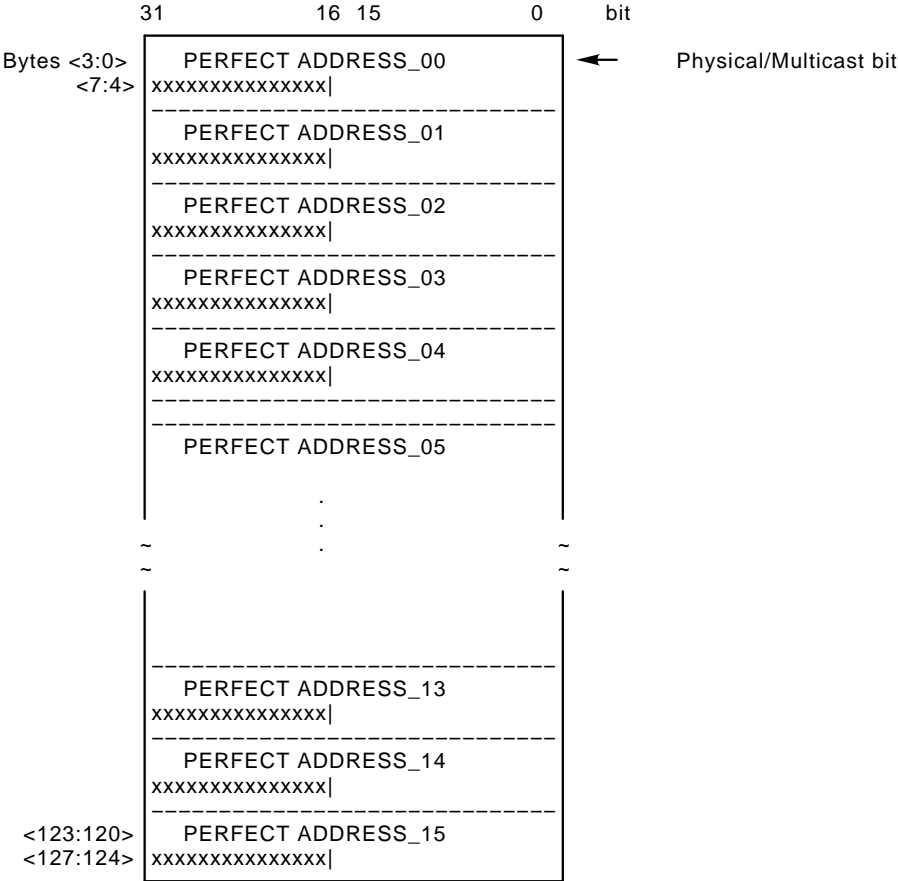 31 16 15 0 bit
Bytes <3:0> PERFECT ADDRESS_00 Physical/Multicast bit
<7:4> xxxxxxxxxxxxxxx|
PERFECT ADDRESS_01
xxxxxxxxxxxxxxx|
PERFECT ADDRESS_02
xxxxxxxxxxxxxxx|
PERFECT ADDRESS_03
xxxxxxxxxxxxxxx|
PERFECT ADDRESS_04
xxxxxxxxxxxxxxx|
PERFECT ADDRESS_05
.
.
~ . ~
~ ~
PERFECT ADDRESS_13
xxxxxxxxxxxxxxx|
PERFECT ADDRESS_14
xxxxxxxxxxxxxxx|
<123:120> PERFECT ADDRESS_15
<127:124> xxxxxxxxxxxxxxx|